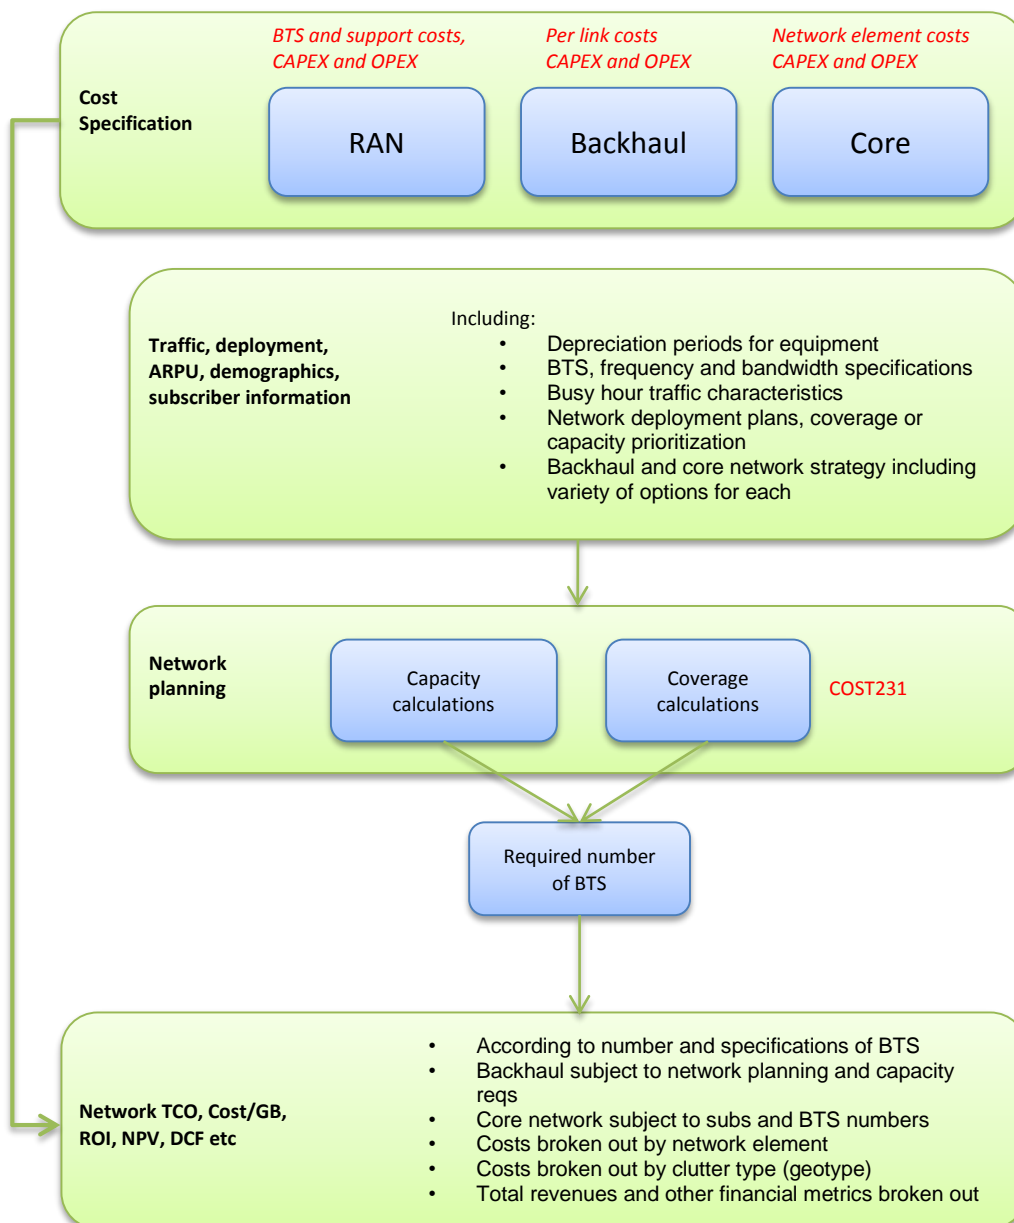 BTS and support costs,
CAPEX and OPEX
Per link costs
CAPEX and OPEX
Network element costs
CAPEX and OPEX
Cost
Specification
RAN
Backhaul
Core
Traffic, deployment,
ARPU, demographics,
subscriber information
Including:
• Depreciation periods for equipment
• BTS, frequency and bandwidth specifications
• Busy hour traffic characteristics
• Network deployment plans, coverage or
capacity prioritization
• Backhaul and core network strategy including
variety of options for each
Network
planning
Capacity
calculations
Coverage
calculations
COST231
Required number
of BTS
Network TCO, Cost/GB,
ROI, NPV, DCF etc
• According to number and specifications of BTS
• Backhaul subject to network planning and capacity
reqs
• Core network subject to subs and BTS numbers
• Costs broken out by network element
• Costs broken out by clutter type (geotype)
• Total revenues and other financial metrics broken out